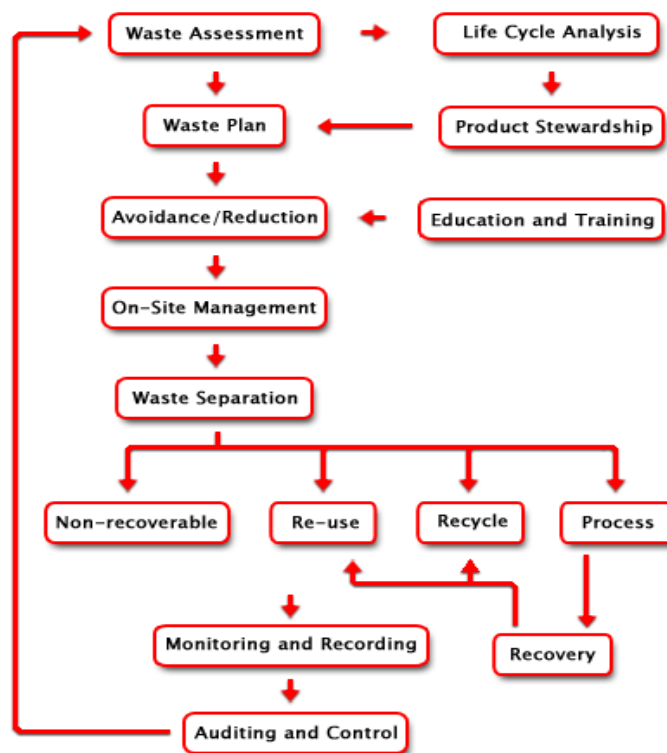 Waste Assessment
Life Cycle Analysis
Waste Plan
Product Stewardship
Avoidance/Reduction
Education and Training
On-Site Management
Waste Separation
Non-recoverable
Re-use
Recycle
Process
Monitoring and Recording
Recovery
Auditing and Control